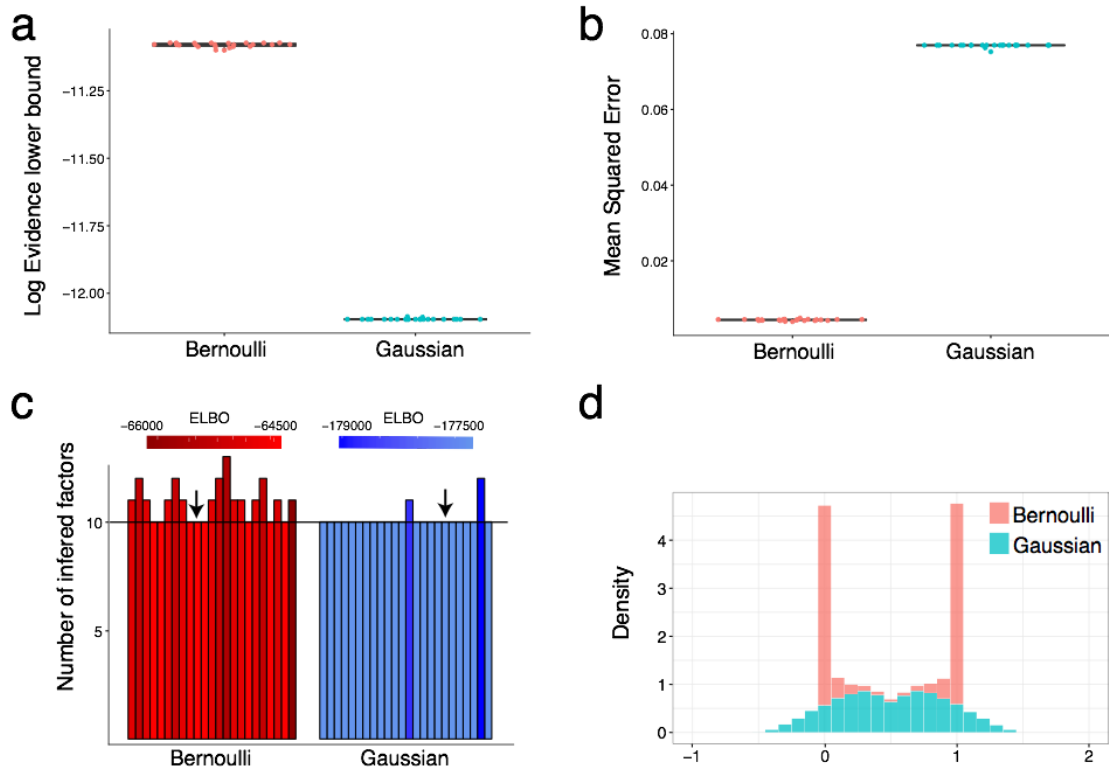 a
Log Evidence lower bound
−11.25
−11.50
−11.75
−12.00
Bernoulli
Gaussian
b
Mean Squared Error
0.08
0.06
0.04
0.02
Bernoulli
Gaussian
c
ELBO
−66000
−64500
ELBO
−179000
−177500
Number of infered factors
10
5
Bernoulli
Gaussian
d
Bernoulli
Gaussian
Density
4
3
2
1
0
−1
0
1
2